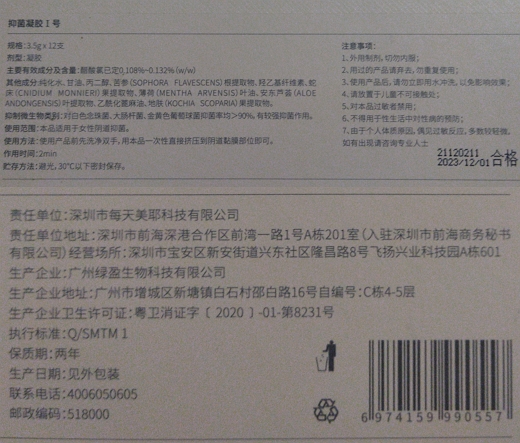 抑菌凝胶1号
规格:3.5g x 12支
剂型:凝胶
主要有效成分及含量:醋酸氯己定0,108%~0.132%(w/w)
其他成分:纯化水、甘油、丙二醇、苦参(SOPHORA FLAVESCENS)根提取物、羟乙基纤维素、蛇
床(CNIDIUM MONNIERI)果提取物、薄荷(MENTHA ARVENSIS)叶油、安东芦荟(ALOE
ANDONGENSIS)叶提取物、乙酰化蓖麻油、地肤(KOCHIA SCOPARIA)果提取物。
抑制微生物类别:对白色念珠菌、大肠杆菌、金黄色葡萄球菌抑菌率均>90%。有较强抑菌作用。
使用范围:本品适用于女性阴道抑菌。
使用方法:使用产品前先洗净双手,用本品一次性直接挤压到阴道黏膜部位即可。
作用时间:2min
贮存方法:避光,30℃以下密封保存。
注意事项:
1.外用制剂,切勿内服;
2.用过的产品请弃去,勿重复使用;
3.使用产品后,请勿立即用水冲洗,以免影响效果;
4.请放置于儿童不可接触处;
5.对本品过敏者禁用;
6.不得用于性生活中对性病的预防;
7.由于个人体质原因,偶见过敏反应,多数较轻微,
如有出现请咨询专业人士
21120211
2023/12/01 合格
责任单位:深圳市每天美耶科技有限公司
责任单位地址:深圳市前海深港合作区前湾一路1号A栋201室(入驻深圳市前海商务秘书
有限公司)经营场所:深圳市宝安区新安街道兴东社区隆昌路8号飞扬兴业科技园A栋601
生产企业:广州绿盈生物科技有限公司
生产企业地址:广州市增城区新塘镇白石村邵白路16号自编号:C栋4-5层
生产企业卫生许可证:粤卫消证字〔2020〕-01-第8231号
执行标准:Q/SMTM 1
保质期:两年
生产日期:见外包装
联系电话:4006050605
邮政编码:518000
6 974159 990557